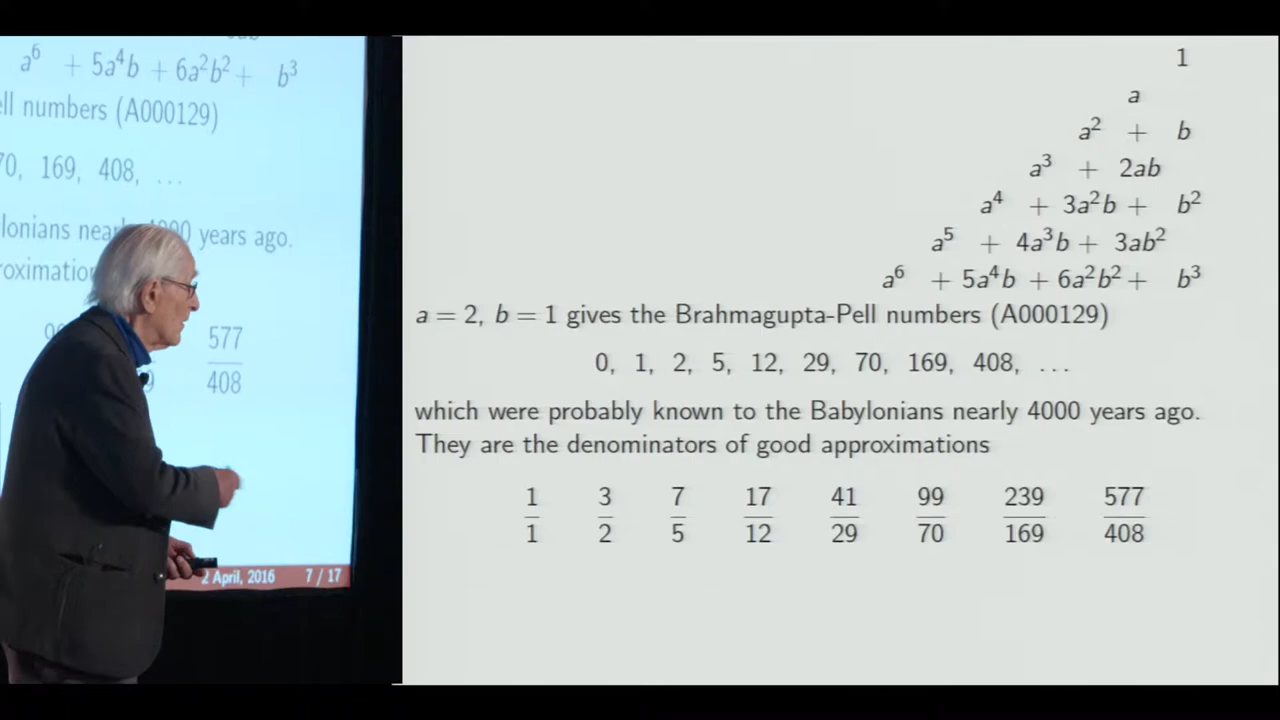 a⁶ + 5a⁴b + 6a²b² + b³
ell numbers (A000129)
70, 169, 408, …
lonians nearly 4000 years ago.
roximation
577
408
2 April, 2016 7 / 17
1
a
a² + b
a³ + 2ab
a⁴ + 3a²b + b²
a⁵ + 4a³b + 3ab²
a⁶ + 5a⁴b + 6a²b² + b³
a = 2, b = 1 gives the Brahmagupta-Pell numbers (A000129)
0, 1, 2, 5, 12, 29, 70, 169, 408, …
which were probably known to the Babylonians nearly 4000 years ago.
They are the denominators of good approximations
1 3 7 17 41 99 239 577
1 2 5 12 29 70 169 408